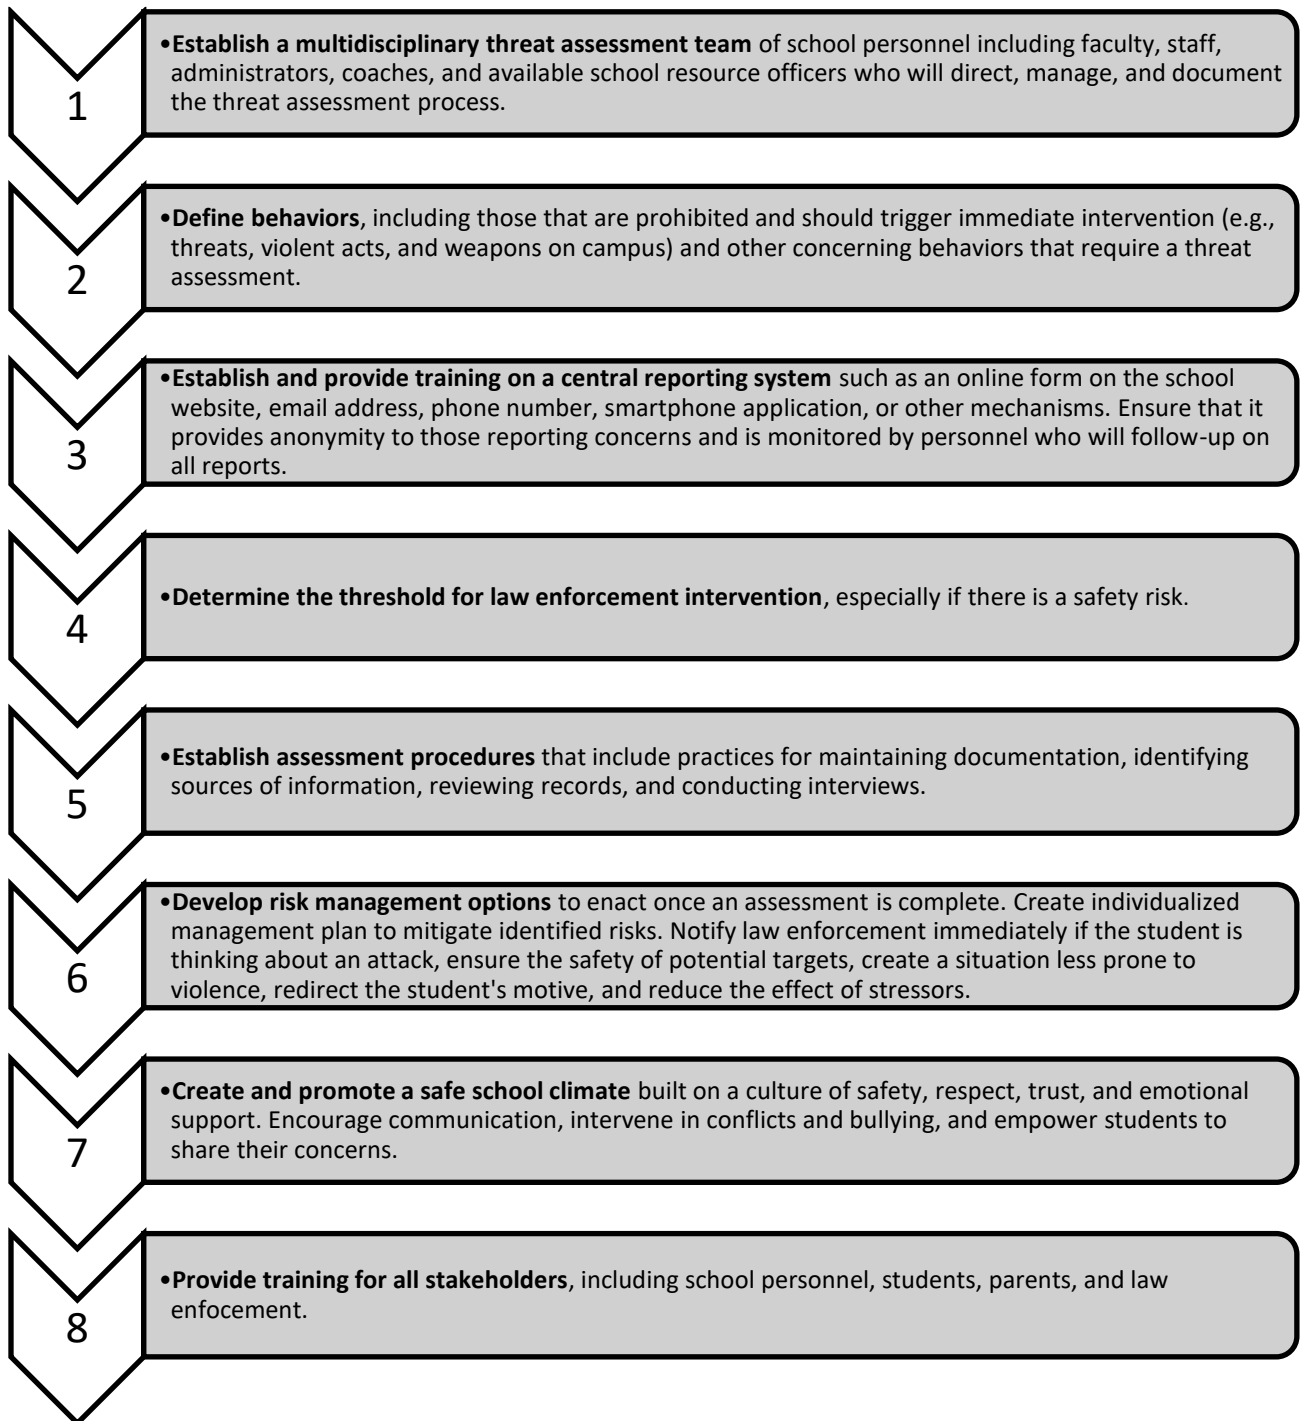 1
•Establish a multidisciplinary threat assessment team of school personnel including faculty, staff,
administrators, coaches, and available school resource officers who will direct, manage, and document
the threat assessment process.
2
•Define behaviors, including those that are prohibited and should trigger immediate intervention (e.g.,
threats, violent acts, and weapons on campus) and other concerning behaviors that require a threat
assessment.
3
•Establish and provide training on a central reporting system such as an online form on the school
website, email address, phone number, smartphone application, or other mechanisms. Ensure that it
provides anonymity to those reporting concerns and is monitored by personnel who will follow-up on
all reports.
4
•Determine the threshold for law enforcement intervention, especially if there is a safety risk.
5
•Establish assessment procedures that include practices for maintaining documentation, identifying
sources of information, reviewing records, and conducting interviews.
6
•Develop risk management options to enact once an assessment is complete. Create individualized
management plan to mitigate identified risks. Notify law enforcement immediately if the student is
thinking about an attack, ensure the safety of potential targets, create a situation less prone to
violence, redirect the student's motive, and reduce the effect of stressors.
7
•Create and promote a safe school climate built on a culture of safety, respect, trust, and emotional
support. Encourage communication, intervene in conflicts and bullying, and empower students to
share their concerns.
8
•Provide training for all stakeholders, including school personnel, students, parents, and law
enfocement.